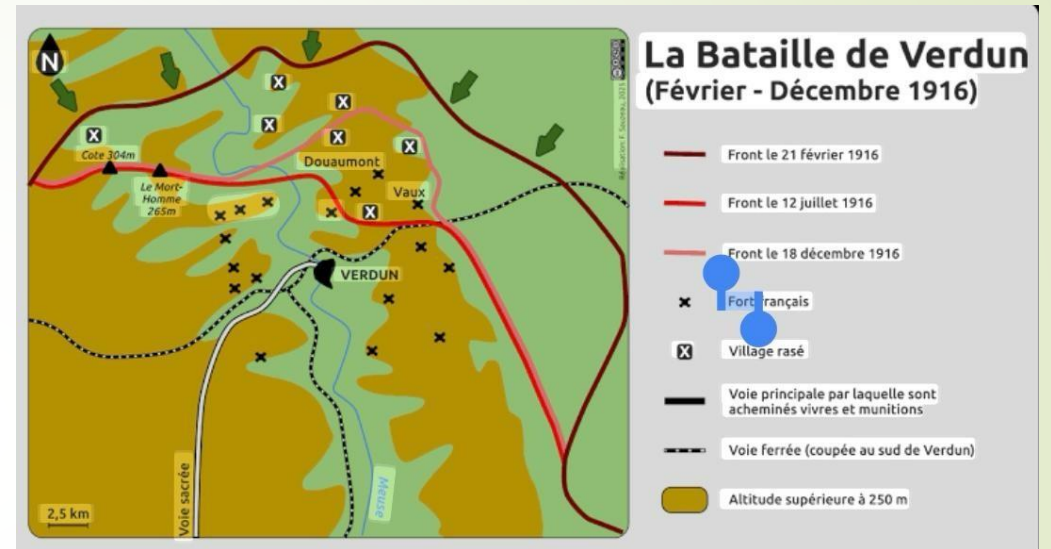 La Bataille de Verdun
(Février - Décembre 1916)
N
Cote 304m
Le Mort-
Homme
265m
Douaumont
Vaux
VERDUN
Voie sacrée
Meuse
2,5 km
Réalisation: F. Sauzeau, 2021
Front le 21 février 1916
Front le 12 juillet 1916
Front le 18 décembre 1916
Fort français
Village rasé
Voie principale par laquelle sont
acheminés vivres et munitions
Voie ferrée (coupée au sud de Verdun)
Altitude supérieure à 250 m